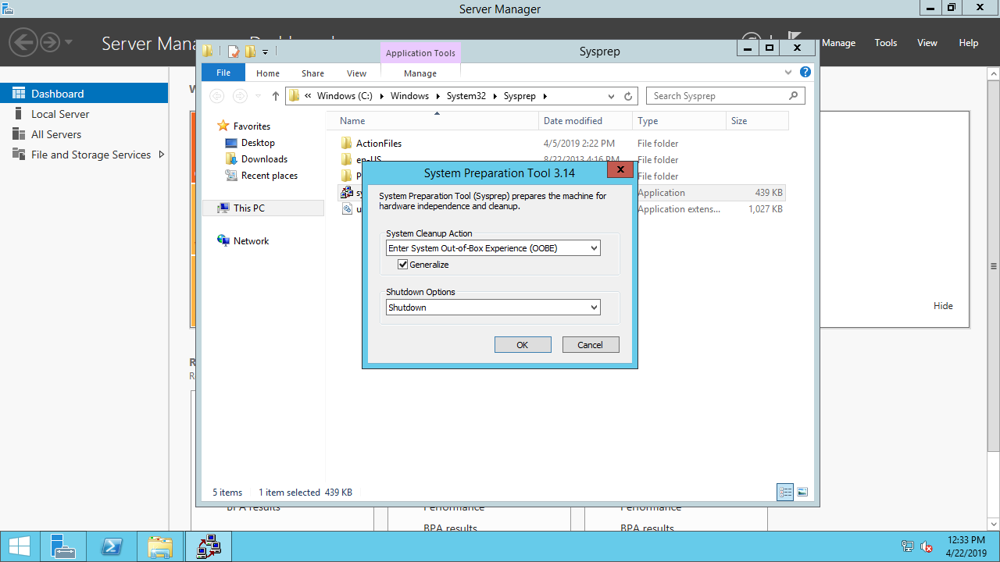 Server Manager
Server Mana
Manage
Tools
View
Help
Dashboard
Local Server
All Servers
File and Storage Services
Hide
Application Tools
Sysprep
File
Home
Share
View
Manage
« Windows (C:)
Windows
System32
Sysprep
Search Sysprep
Name
Date modified
Type
Size
Favorites
Desktop
Downloads
Recent places
This PC
Network
ActionFiles
4/5/2019 2:22 PM
File folder
en-US
8/22/2013 4:16 PM
File folder
File folder
Application
439 KB
Application extens...
1,027 KB
System Preparation Tool 3.14
System Preparation Tool (Sysprep) prepares the machine for
hardware independence and cleanup.
System Cleanup Action
Enter System Out-of-Box Experience (OOBE)
Generalize
Shutdown Options
Shutdown
OK
Cancel
5 items
1 item selected 439 KB
BPA results
Performance
BPA results
Performance
BPA results
12:33 PM
4/22/2019